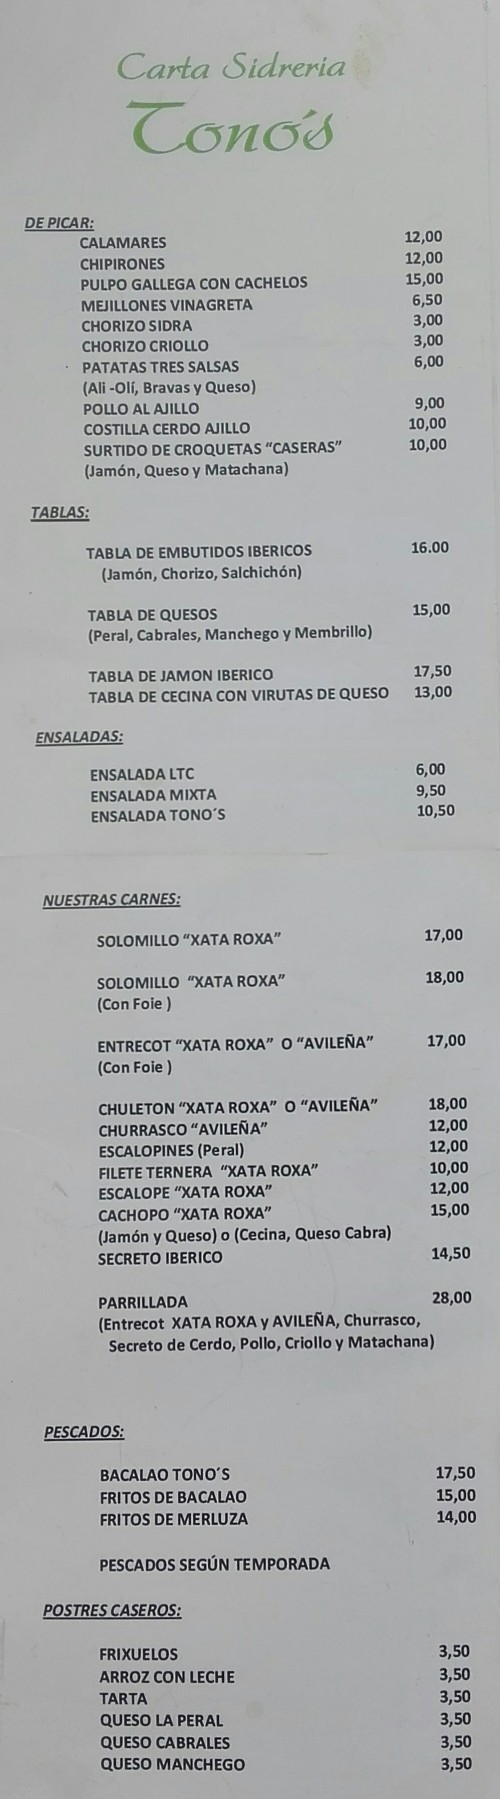 Carta Sidreria
Tono's
DE PICAR:
CALAMARES 12,00
CHIPIRONES 12,00
PULPO GALLEGA CON CACHELOS 15,00
MEJILLONES VINAGRETA 6,50
CHORIZO SIDRA 3,00
CHORIZO CRIOLLO 3,00
PATATAS TRES SALSAS 6,00
(Ali -Olí, Bravas y Queso)
POLLO AL AJILLO 9,00
COSTILLA CERDO AJILLO 10,00
SURTIDO DE CROQUETAS “CASERAS” 10,00
(Jamón, Queso y Matachana)
TABLAS:
TABLA DE EMBUTIDOS IBERICOS 16.00
(Jamón, Chorizo, Salchichón)
TABLA DE QUESOS 15,00
(Peral, Cabrales, Manchego y Membrillo)
TABLA DE JAMON IBERICO 17,50
TABLA DE CECINA CON VIRUTAS DE QUESO 13,00
ENSALADAS:
ENSALADA LTC 6,00
ENSALADA MIXTA 9,50
ENSALADA TONO´S 10,50
NUESTRAS CARNES:
SOLOMILLO “XATA ROXA” 17,00
SOLOMILLO “XATA ROXA” 18,00
(Con Foie )
ENTRECOT “XATA ROXA” O “AVILEÑA” 17,00
(Con Foie )
CHULETON “XATA ROXA” O “AVILEÑA” 18,00
CHURRASCO “AVILEÑA” 12,00
ESCALOPINES (Peral) 12,00
FILETE TERNERA “XATA ROXA” 10,00
ESCALOPE “XATA ROXA” 12,00
CACHOPO “XATA ROXA” 15,00
(Jamón y Queso) o (Cecina, Queso Cabra)
SECRETO IBERICO 14,50
PARRILLADA 28,00
(Entrecot XATA ROXA y AVILEÑA, Churrasco,
Secreto de Cerdo, Pollo, Criollo y Matachana)
PESCADOS:
BACALAO TONO´S 17,50
FRITOS DE BACALAO 15,00
FRITOS DE MERLUZA 14,00
PESCADOS SEGÚN TEMPORADA
POSTRES CASEROS:
FRIXUELOS 3,50
ARROZ CON LECHE 3,50
TARTA 3,50
QUESO LA PERAL 3,50
QUESO CABRALES 3,50
QUESO MANCHEGO 3,50